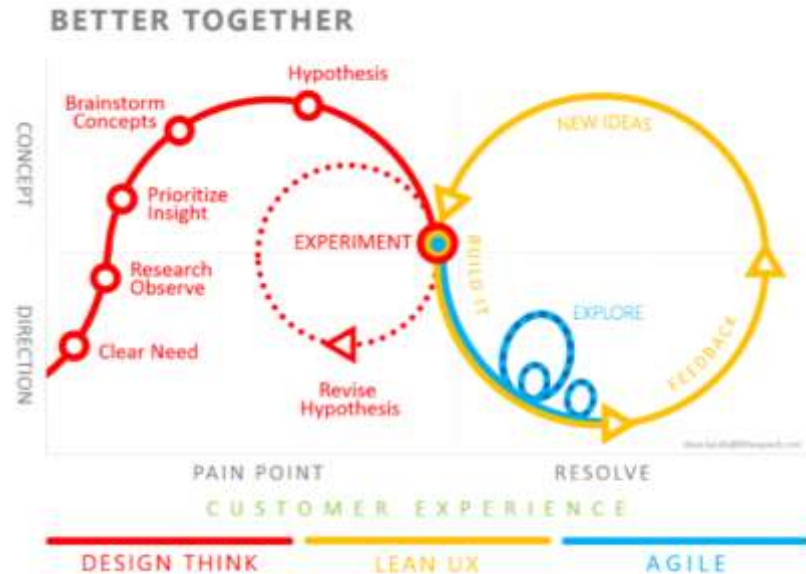 BETTER TOGETHER
Hypothesis
Brainstorm
Concepts
NEW IDEAS
CONCEPT
Prioritize
Insight
EXPERIMENT
BUILD IT
Research
Observe
EXPLORE
DIRECTION
Clear Need
FEEDBACK
Revise
Hypothesis
PAIN POINT
RESOLVE
CUSTOMER EXPERIENCE
DESIGN THINK
LEAN UX
AGILE